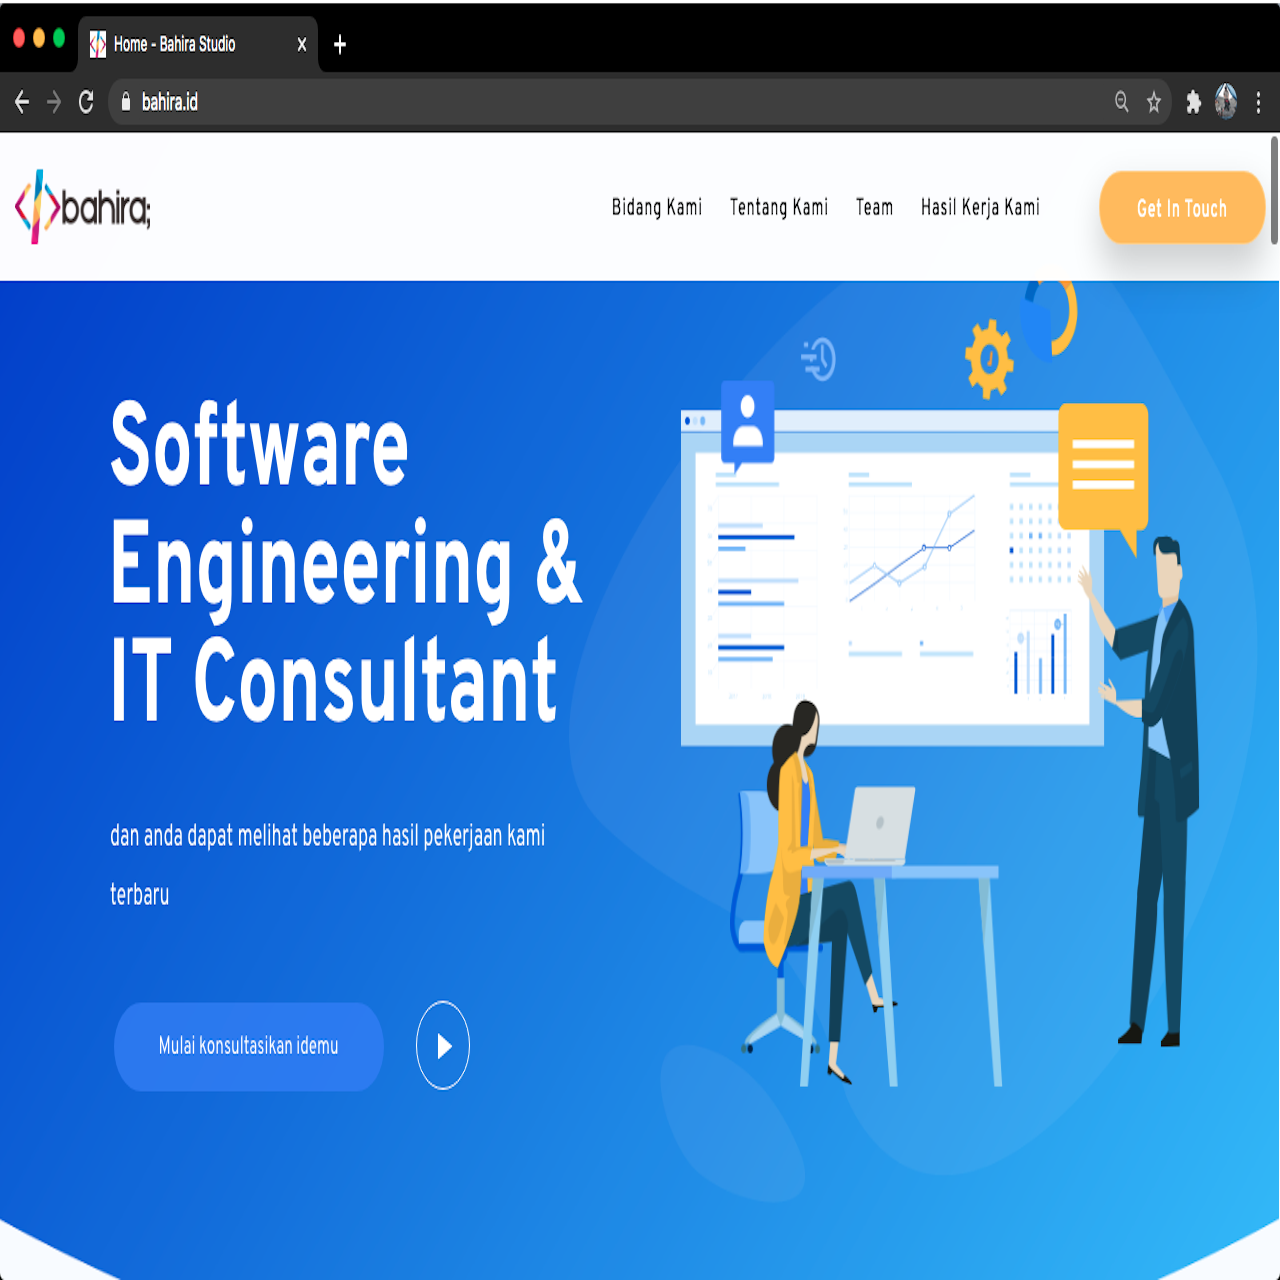 Home - Bahira Studio
bahira.id
bahira;
Bidang Kami
Tentang Kami
Team
Hasil Kerja Kami
Get In Touch
Software
Engineering &
IT Consultant
dan anda dapat melihat beberapa hasil pekerjaan kami
terbaru
Mulai konsultasikan idemu